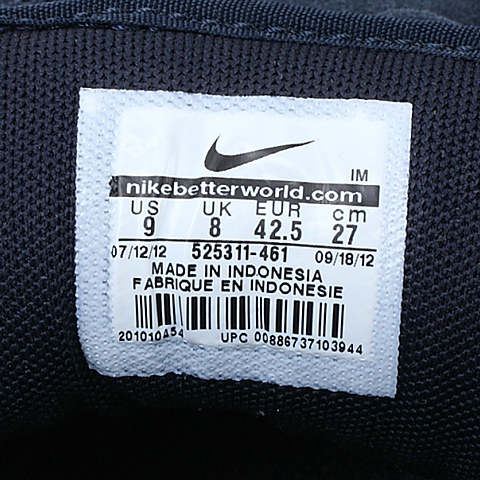 IM
nikebetterworld.com
US UK EUR cm
9 8 42.5 27
07/12/12 525311-461 09/18/12
MADE IN INDONESIA
FABRIQUE EN INDONESIE
201010A54 UPC 00886737103944